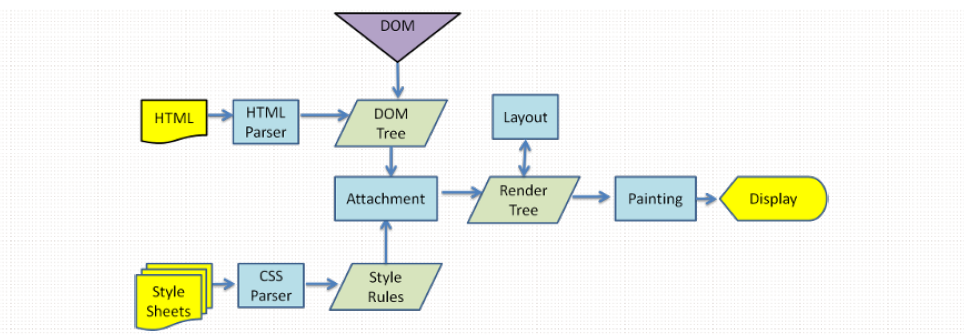 DOM
HTML
HTML
Parser
DOM
Tree
Layout
Attachment
Render
Tree
Painting
Display
Style
Sheets
CSS
Parser
Style
Rules